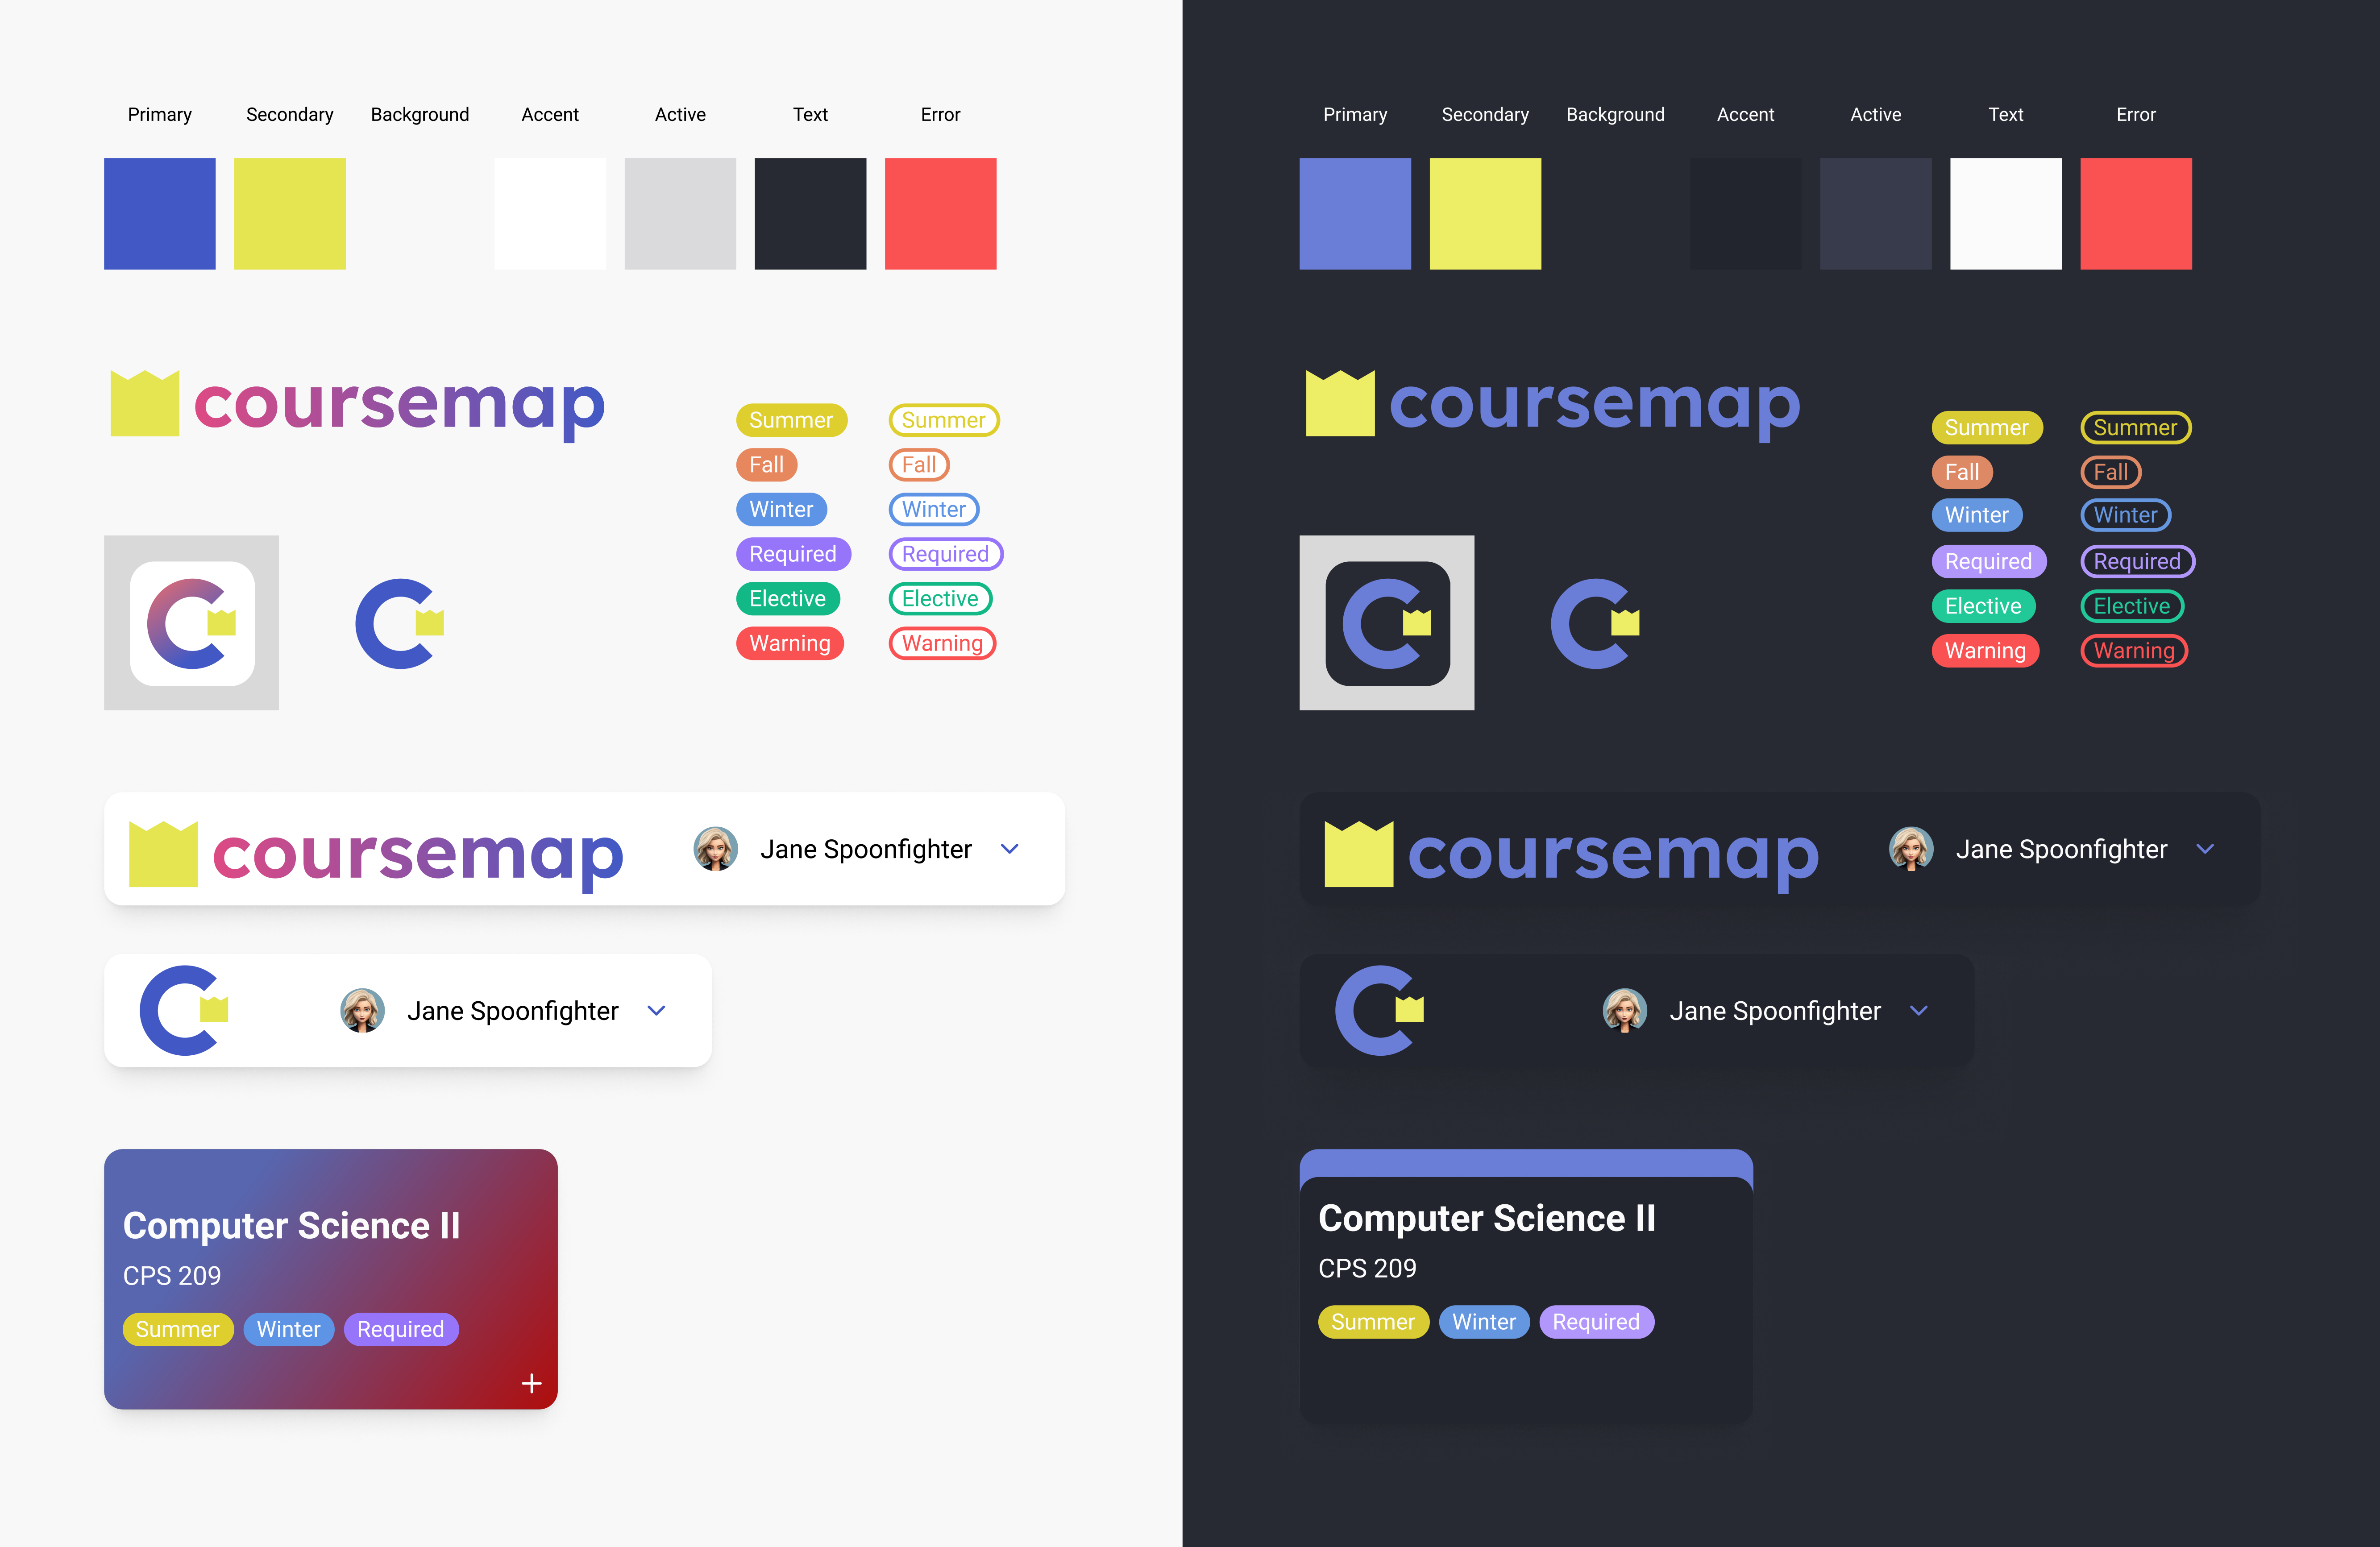 Primary Secondary Background Accent Active Text Error
coursemap
Summer Summer
Fall Fall
Winter Winter
Required Required
Elective Elective
Warning Warning
coursemap Jane Spoonfighter
Jane Spoonfighter
Computer Science II
CPS 209
Summer Winter Required
Primary Secondary Background Accent Active Text Error
coursemap
Summer Summer
Fall Fall
Winter Winter
Required Required
Elective Elective
Warning Warning
coursemap Jane Spoonfighter
Jane Spoonfighter
Computer Science II
CPS 209
Summer Winter Required